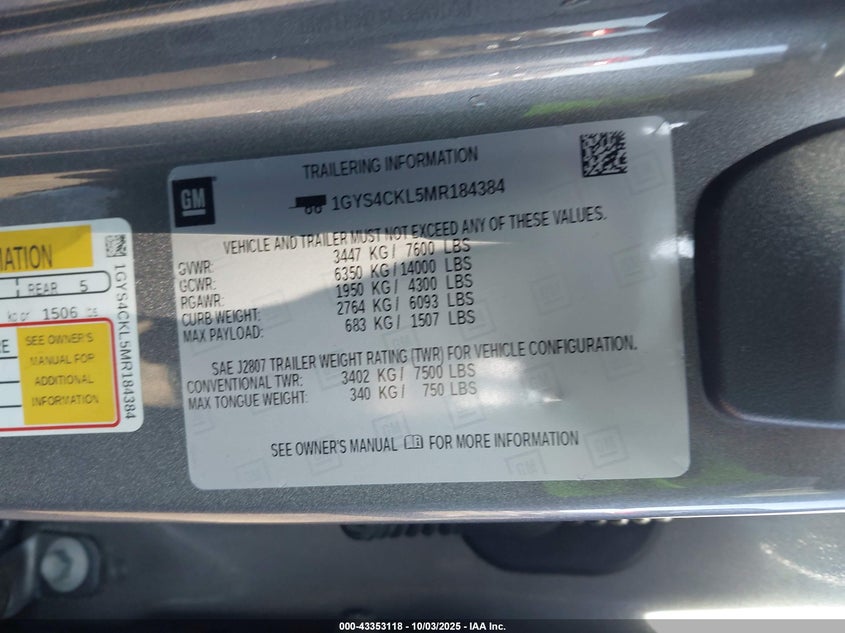 MATION
REAR 5
kg or 1506 lbs
SEE OWNER'S
MANUAL FOR
ADDITIONAL
INFORMATION
1GYS4CKL5MR184384
GM
TRAILERING INFORMATION
1GYS4CKL5MR184384
VEHICLE AND TRAILER MUST NOT EXCEED ANY OF THESE VALUES.
GVWR: 3447 KG / 7600 LBS
GCWR: 6350 KG / 14000 LBS
RGAWR: 1950 KG / 4300 LBS
CURB WEIGHT: 2764 KG / 6093 LBS
MAX PAYLOAD: 683 KG / 1507 LBS
SAE J2807 TRAILER WEIGHT RATING (TWR) FOR VEHICLE CONFIGURATION.
CONVENTIONAL TWR: 3402 KG / 7500 LBS
MAX TONGUE WEIGHT: 340 KG / 750 LBS
SEE OWNER'S MANUAL FOR MORE INFORMATION
000-43353118 - 10/03/2025 - IAA Inc.